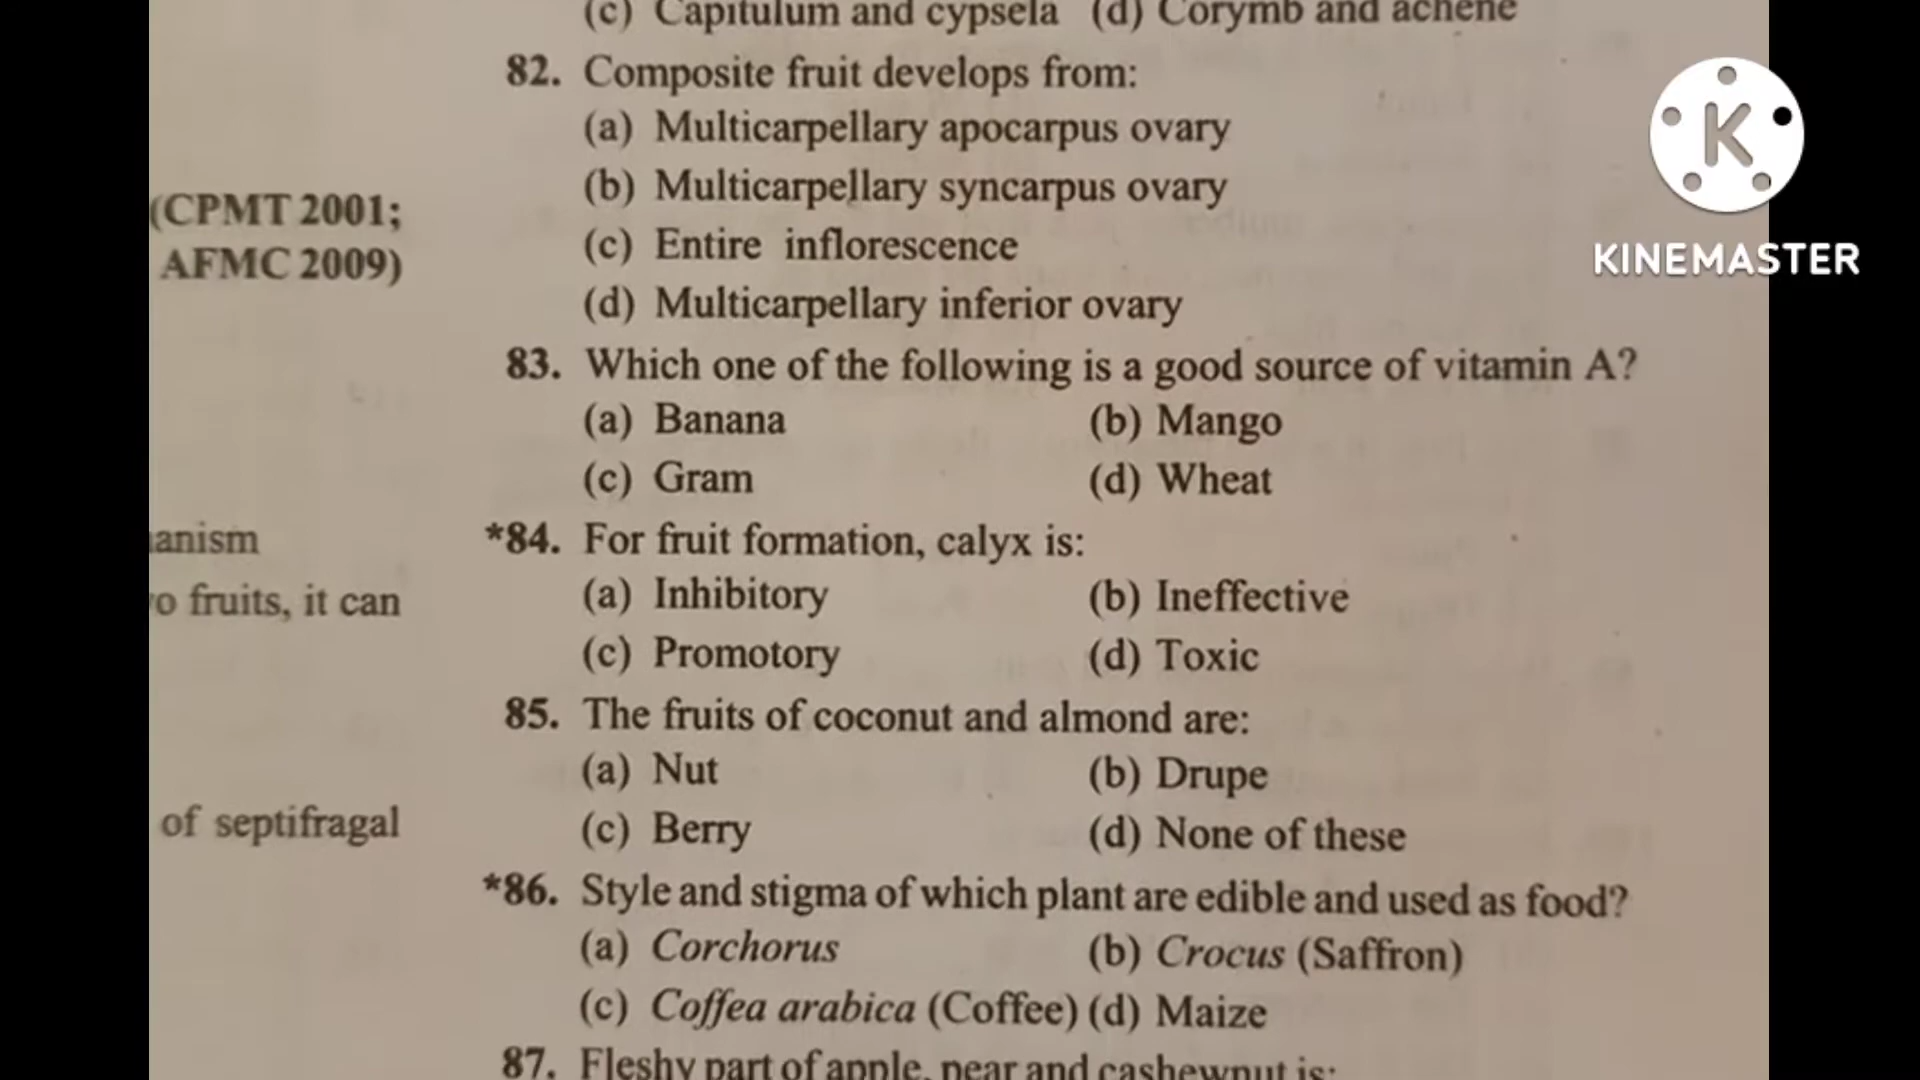 (c) Capitulum and cypsela (d) Corymb and achene
82. Composite fruit develops from:
(a) Multicarpellary apocarpus ovary
(b) Multicarpellary syncarpus ovary
(c) Entire inflorescence
(d) Multicarpellary inferior ovary
83. Which one of the following is a good source of vitamin A?
(a) Banana (b) Mango
(c) Gram (d) Wheat
*84. For fruit formation, calyx is:
(a) Inhibitory (b) Ineffective
(c) Promotory (d) Toxic
85. The fruits of coconut and almond are:
(a) Nut (b) Drupe
(c) Berry (d) None of these
*86. Style and stigma of which plant are edible and used as food?
(a) Corchorus (b) Crocus (Saffron)
(c) Coffea arabica (Coffee) (d) Maize
87. Fleshy part of apple, pear and cashewnut is:
(CPMT 2001;
AFMC 2009)
anism
o fruits, it can
of septifragal
K
KINEMASTER